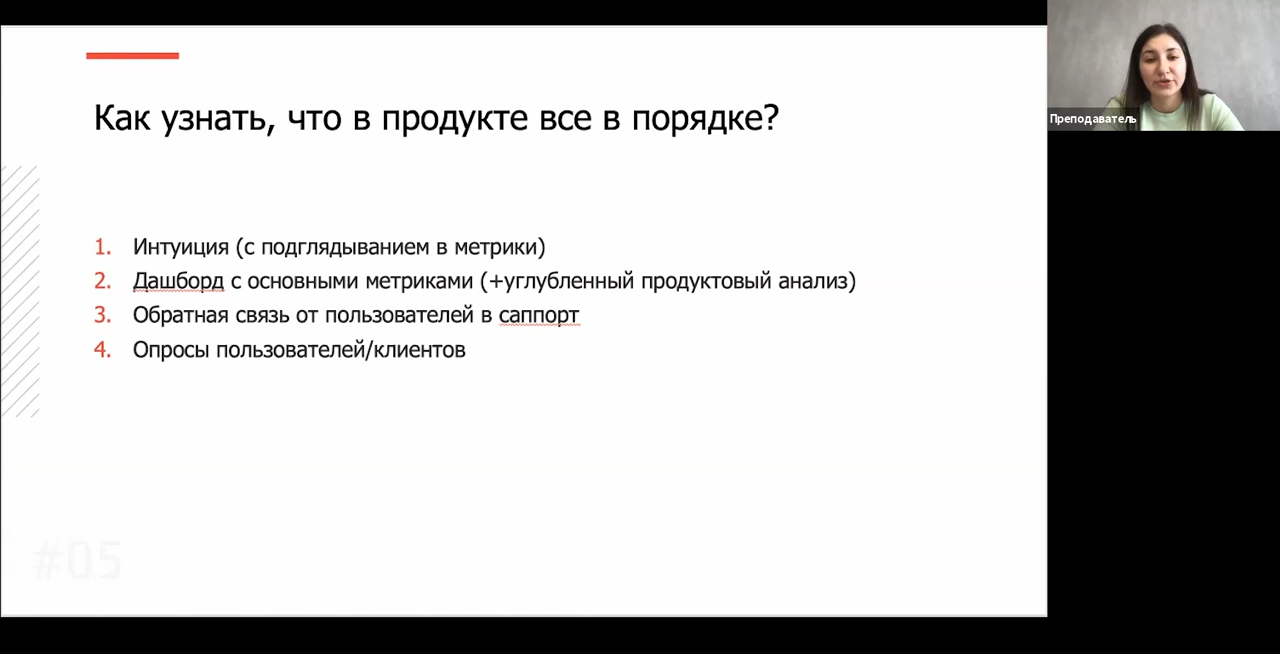 Как узнать, что в продукте все в порядке?
1. Интуиция (с подглядыванием в метрики)
2. Дашборд с основными метриками (+углубленный продуктовый анализ)
3. Обратная связь от пользователей в саппорт
4. Опросы пользователей/клиентов
#05
Преподаватель